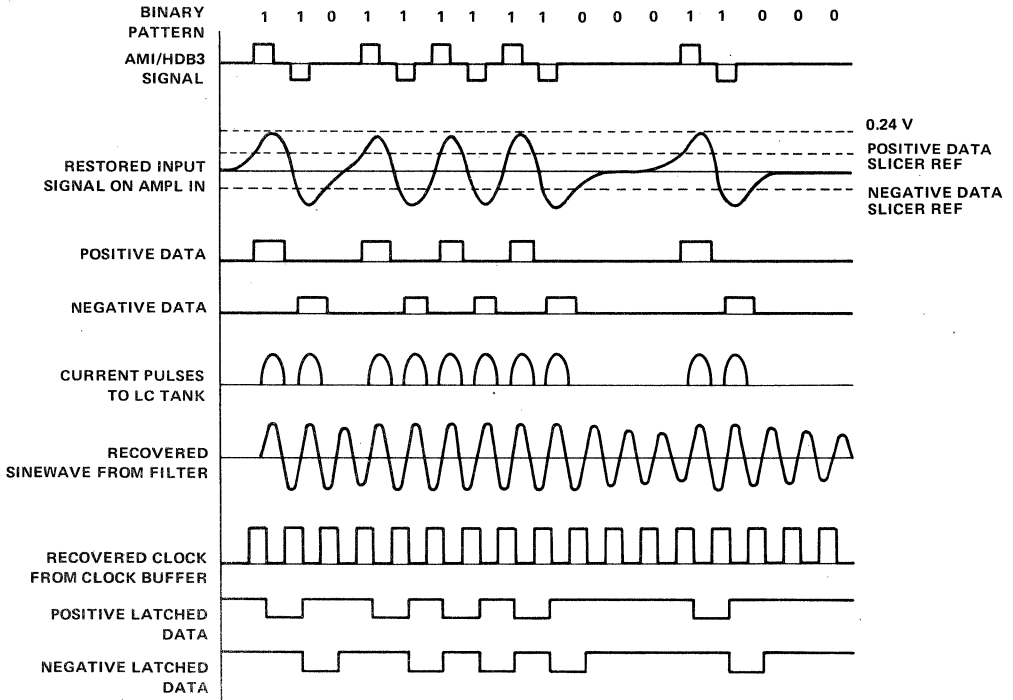 BINARY
PATTERN
1 1 0 1 1 1 1 1 1 0 0 0 1 1 0 0 0
AMI/HDB3
SIGNAL
0.24 V
POSITIVE DATA
SLICER REF
RESTORED INPUT
SIGNAL ON AMPL IN
NEGATIVE DATA
SLICER REF
POSITIVE DATA
NEGATIVE DATA
CURRENT PULSES
TO LC TANK
RECOVERED
SINEWAVE FROM FILTER
RECOVERED CLOCK
FROM CLOCK BUFFER
POSITIVE LATCHED
DATA
NEGATIVE LATCHED
DATA